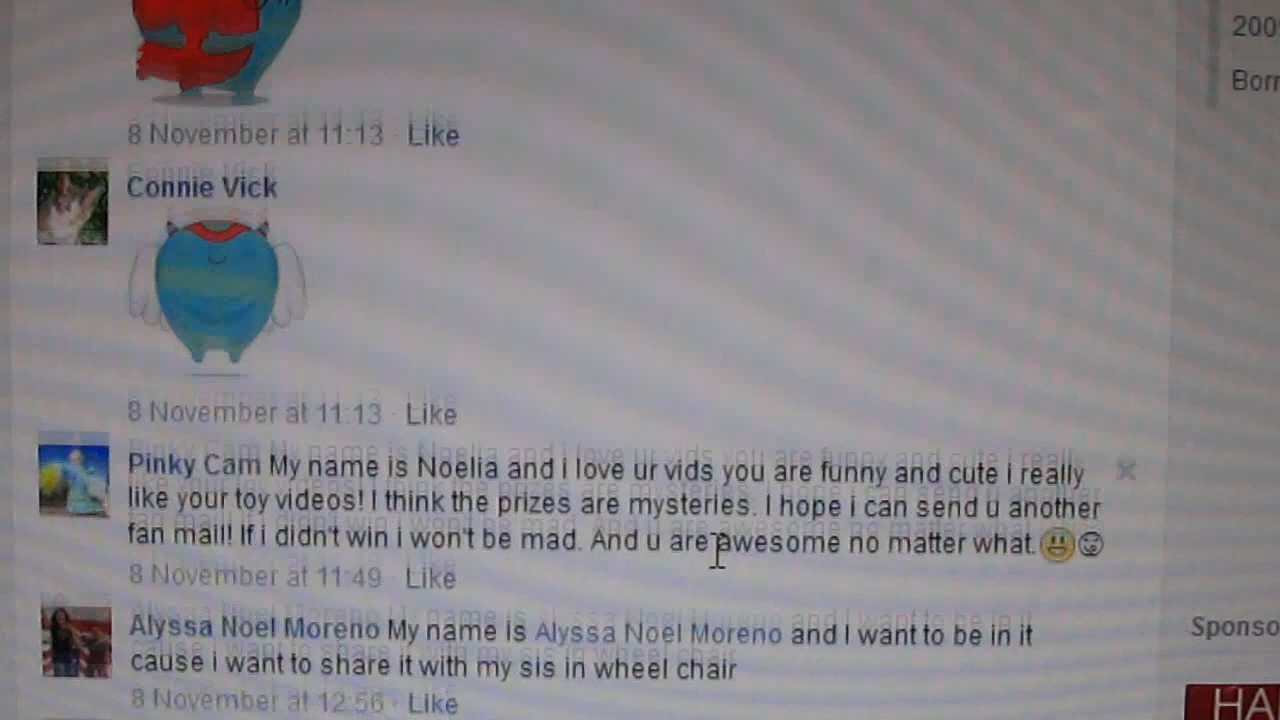 200
Born
8 November at 11:13 · Like
Connie Vick
8 November at 11:13 · Like
Pinky Cam My name is Noelia and i love ur vids you are funny and cute i really
like your toy videos! I think the prizes are mysteries. I hope i can send u another
fan mail! If i didn't win i won't be mad. And u are awesome no matter what.
8 November at 11:49 · Like
Alyssa Noel Moreno My name is Alyssa Noel Moreno and I want to be in it
cause i want to share it with my sis in wheel chair
8 November at 12:56 · Like
Sponso
HA